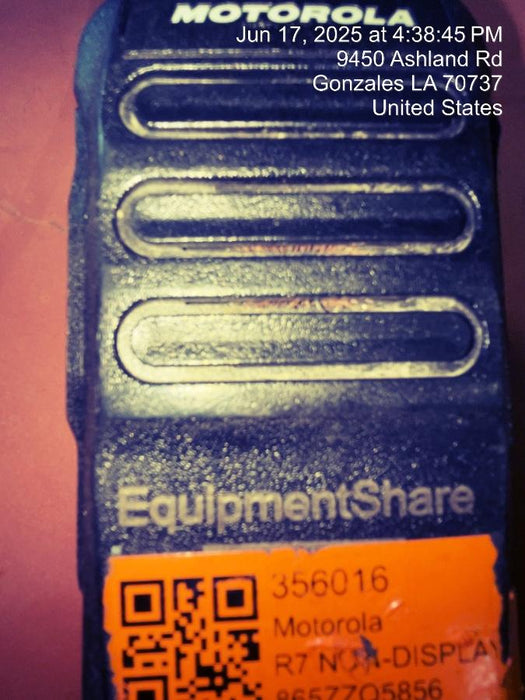 MOTOROLA
Jun 17, 2025 at 4:38:45 PM
9450 Ashland Rd
Gonzales LA 70737
United States
EquipmentShare
356016
Motorola
R7 NON-DISPLAY
865ZZQ5856